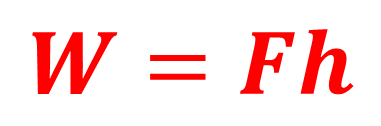 W = Fh